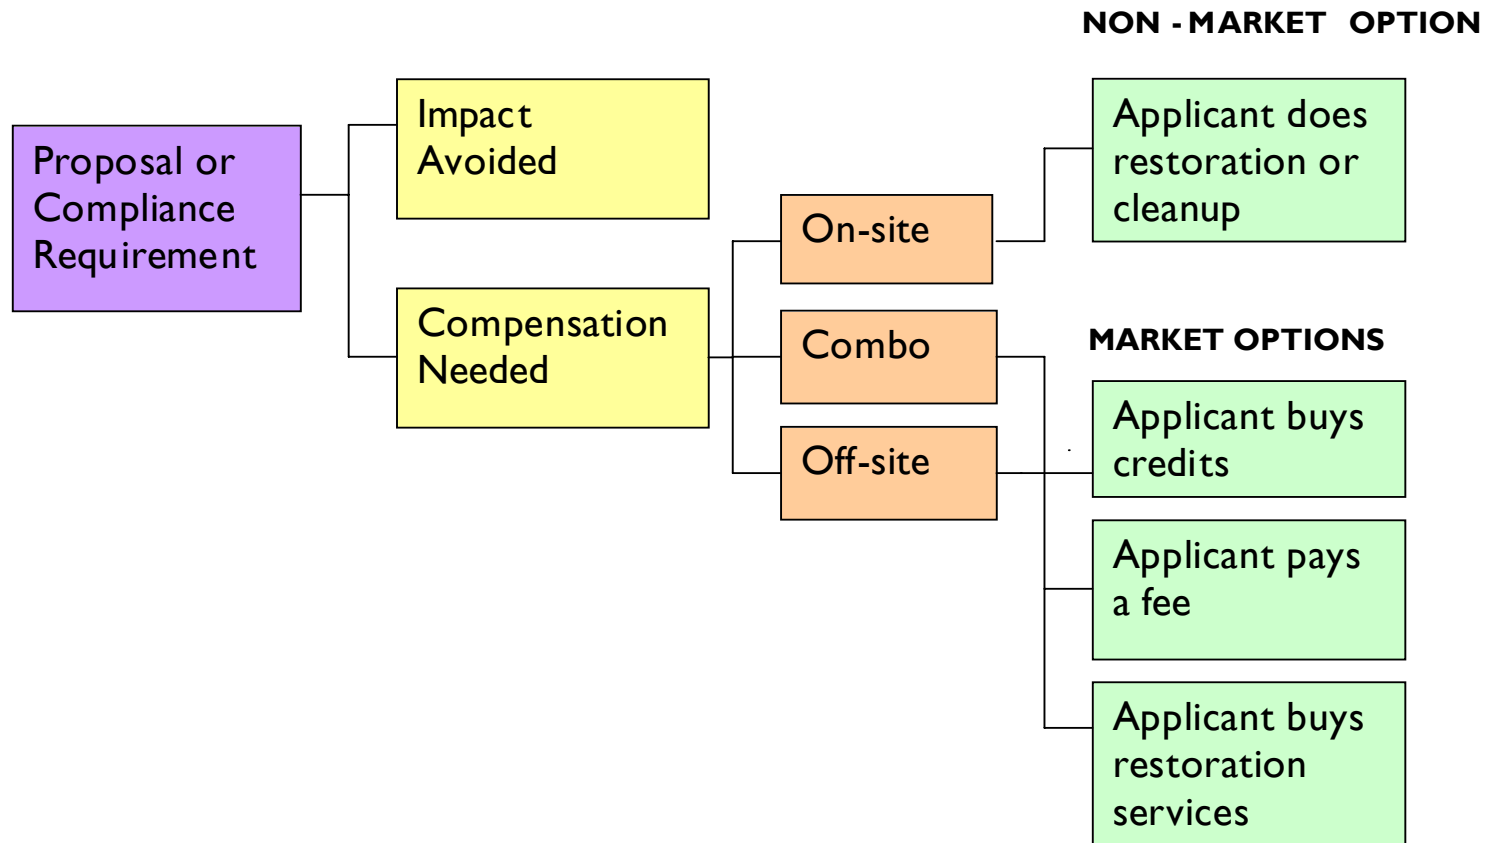 NON - MARKET OPTION
Proposal or
Compliance
Requirement
Impact
Avoided
Compensation
Needed
On-site
Combo
Off-site
Applicant does
restoration or
cleanup
MARKET OPTIONS
Applicant buys
credits
Applicant pays
a fee
Applicant buys
restoration
services